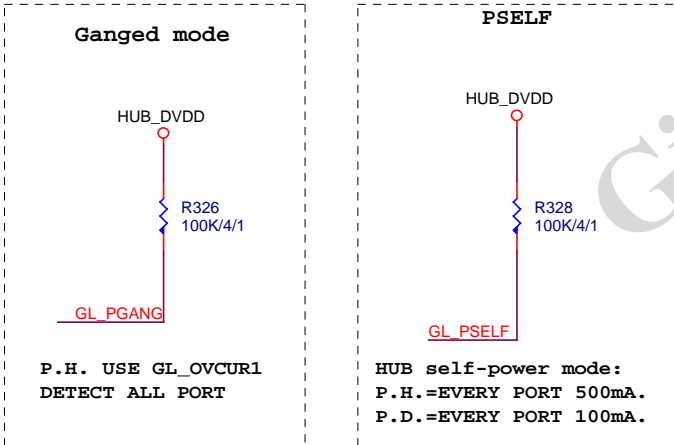 Ganged mode
HUB_DVDD
R326
100K/4/1
GL_PGANG
P.H. USE GL_OVCUR1
DETECT ALL PORT
PSELF
HUB_DVDD
R328
100K/4/1
GL_PSELF
HUB self-power mode:
P.H.=EVERY PORT 500mA.
P.D.=EVERY PORT 100mA.
Gi